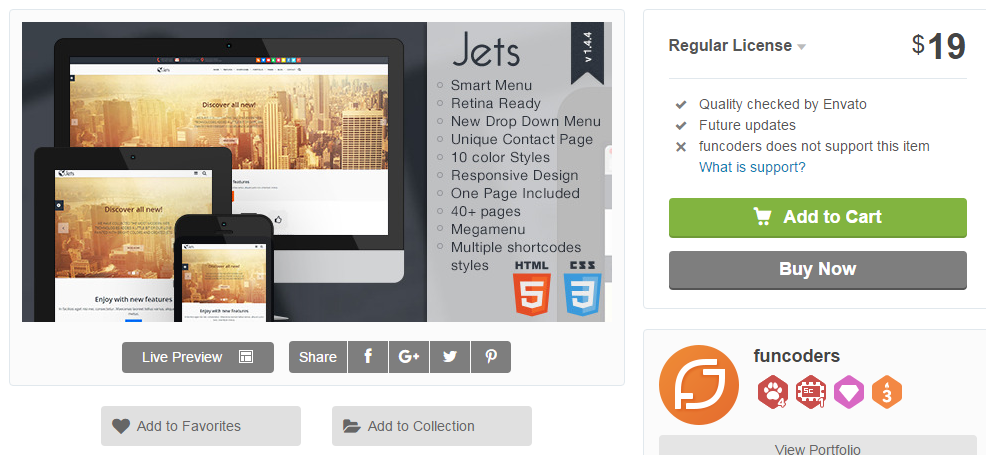 Jets
v 1.4.4
Smart Menu
Retina Ready
New Drop Down Menu
Unique Contact Page
10 color Styles
Responsive Design
One Page Included
40+ pages
Megamenu
Multiple shortcodes
styles
HTML
5
CSS
3
Jets
Discover all new!
features
Jets
Discover all new!
Enjoy with new features
Jets
Enjoy with new features
Live Preview
Share
f
G+
Add to Favorites
Add to Collection
Regular License
$19
Quality checked by Envato
Future updates
funcoders does not support this item
What is support?
Add to Cart
Buy Now
funcoders
4
Sc
1
3
View Portfolio